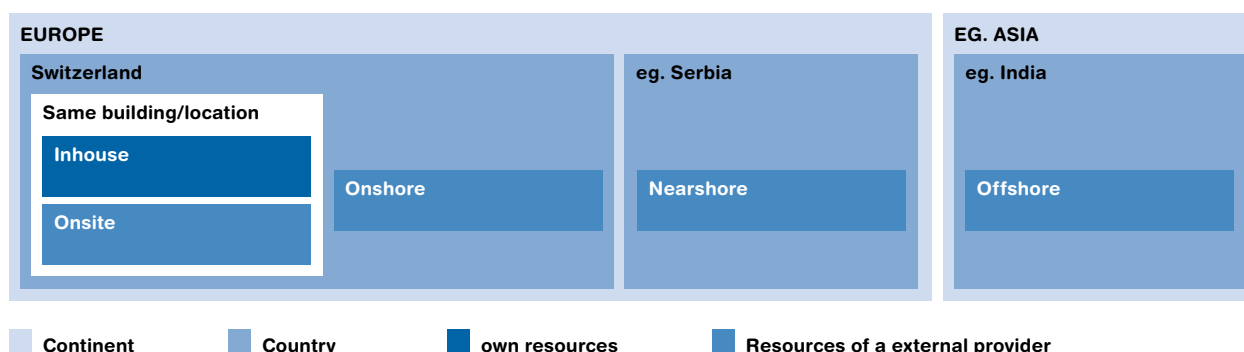 EUROPE
Switzerland
Same building/location
Inhouse
Onsite
Onshore
eg. Serbia
Nearshore
EG. ASIA
eg. India
Offshore
Continent
Country
own resources
Resources of a external provider